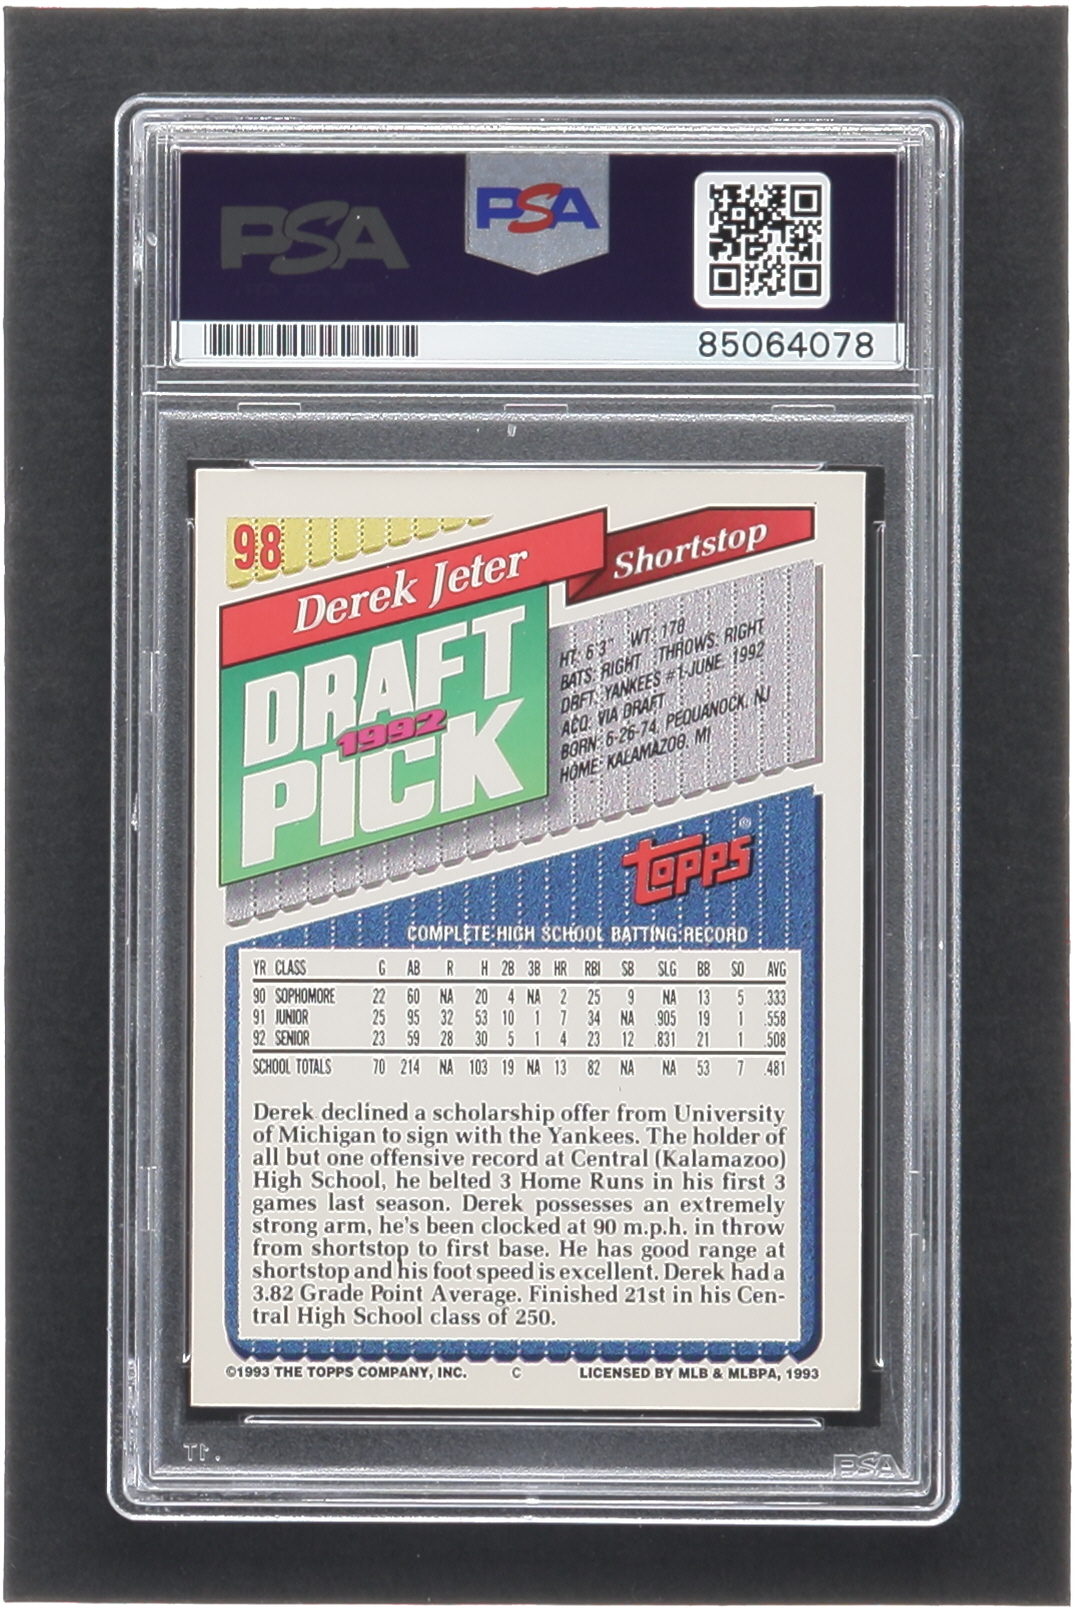 PSA
PSA
85064078
98
Derek Jeter
Shortstop
DRAFT
1992
PICK
HT: 6'3" WT: 178
BATS: RIGHT THROWS: RIGHT
DRFT: YANKEES #1-JUNE, 1992
ACQ: VIA DRAFT
BORN: 6-26-74, PEQUANOCK, NJ
HOME: KALAMAZOO, MI
TOPPS®
COMPLETE HIGH SCHOOL BATTING RECORD
YR CLASS G AB R H 2B 3B HR RBI SB SLG BB SO AVG
90 SOPHOMORE 22 60 NA 20 4 NA 2 25 9 NA 13 5 .333
91 JUNIOR 25 95 32 53 10 1 7 34 NA .905 19 1 .558
92 SENIOR 23 59 28 30 5 1 4 23 12 .831 21 1 .508
SCHOOL TOTALS 70 214 NA 103 19 NA 13 82 NA NA 53 7 .481
Derek declined a scholarship offer from University
of Michigan to sign with the Yankees. The holder of
all but one offensive record at Central (Kalamazoo)
High School, he belted 3 Home Runs in his first 3
games last season. Derek possesses an extremely
strong arm, he's been clocked at 90 m.p.h. in throw
from shortstop to first base. He has good range at
shortstop and his foot speed is excellent. Derek had a
3.82 Grade Point Average. Finished 21st in his Cen-
tral High School class of 250.
©1993 THE TOPPS COMPANY, INC. C LICENSED BY MLB & MLBPA, 1993
PSA